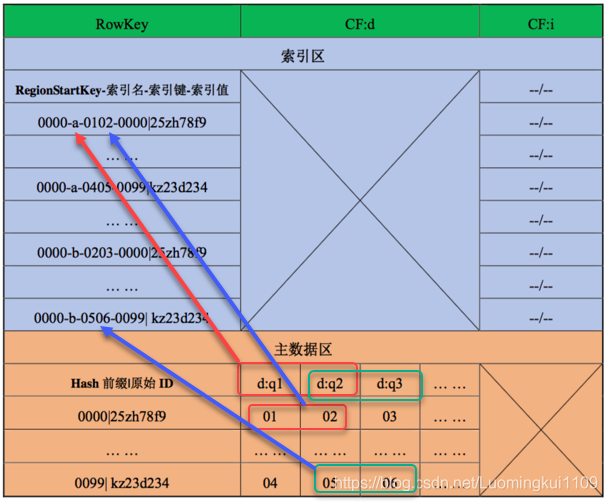 RowKey CF:d CF:i
索引区
RegionStartKey-索引名-索引键-索引值 --/--
0000-a-0102-0000|25zh78f9 --/--
... ... --/--
0000-a-0405-0099|kz23d234 --/--
... ... --/--
0000-b-0203-0000|25zh78f9 --/--
... ... --/--
0000-b-0506-0099| kz23d234 --/--
主数据区
Hash 前缀|原始 ID d:q1 d:q2 d:q3 ... ...
0000|25zh78f9 01 02 03 ... ...
... ... ... ... ... ... ... ... ... ...
0099| kz23d234 04 05 06 ... ...
https://blog.csdn.net/Luomingkui1109